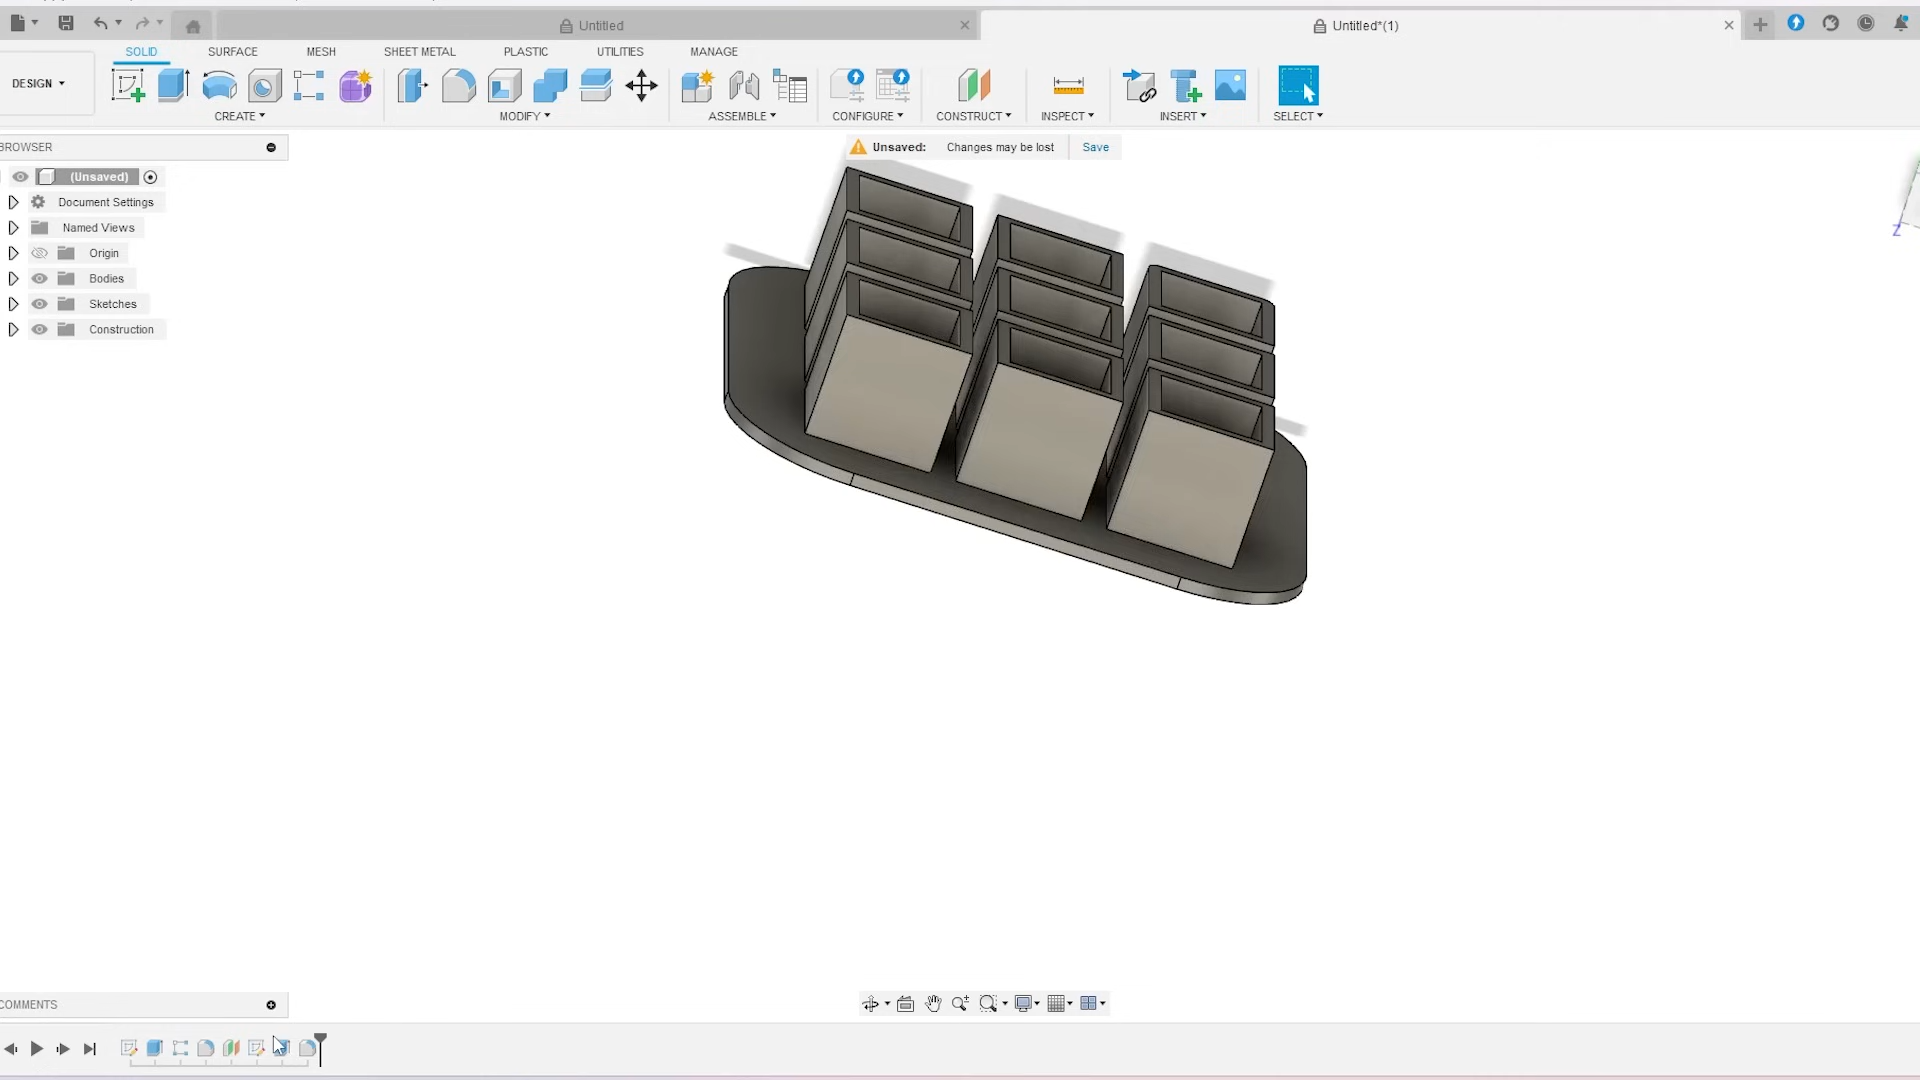 Untitled
Untitled*(1)
SOLID
SURFACE
MESH
SHEET METAL
PLASTIC
UTILITIES
MANAGE
DESIGN
CREATE
MODIFY
ASSEMBLE
CONFIGURE
CONSTRUCT
INSPECT
INSERT
SELECT
BROWSER
Unsaved: Changes may be lost Save
(Unsaved)
Document Settings
Named Views
Origin
Bodies
Sketches
Construction
Z
COMMENTS